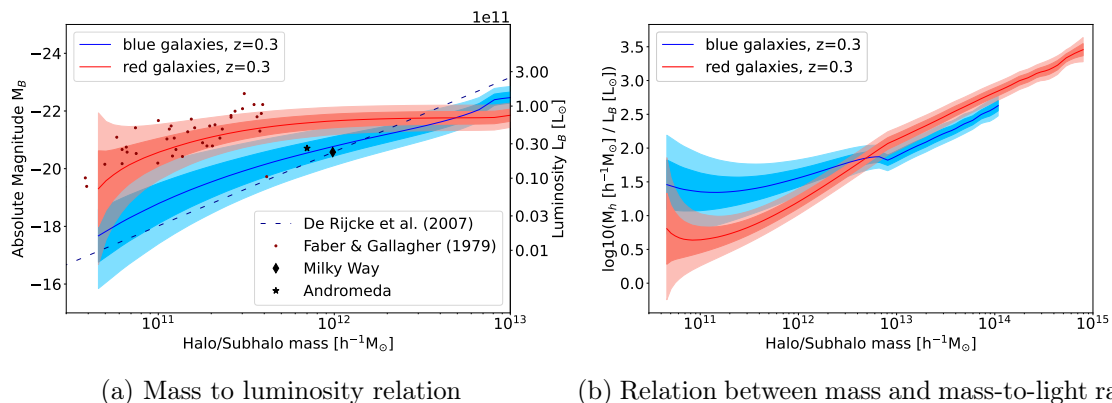 1e11
−24
−22
−20
−18
−16
Absolute Magnitude M_B
blue galaxies, z=0.3
red galaxies, z=0.3
De Rijcke et al. (2007)
Faber & Gallagher (1979)
Milky Way
Andromeda
3.00
1.00
0.30
0.10
0.03
0.01
Luminosity L_B [L_⊙]
10^11
10^12
10^13
Halo/Subhalo mass [h^−1M_⊙]
(a) Mass to luminosity relation
3.5
3.0
2.5
2.0
1.5
1.0
0.5
0.0
log10(M_h [h^−1M_⊙] / L_B [L_⊙])
blue galaxies, z=0.3
red galaxies, z=0.3
10^11
10^12
10^13
10^14
10^15
Halo/Subhalo mass [h^−1M_⊙]
(b) Relation between mass and mass-to-light ra